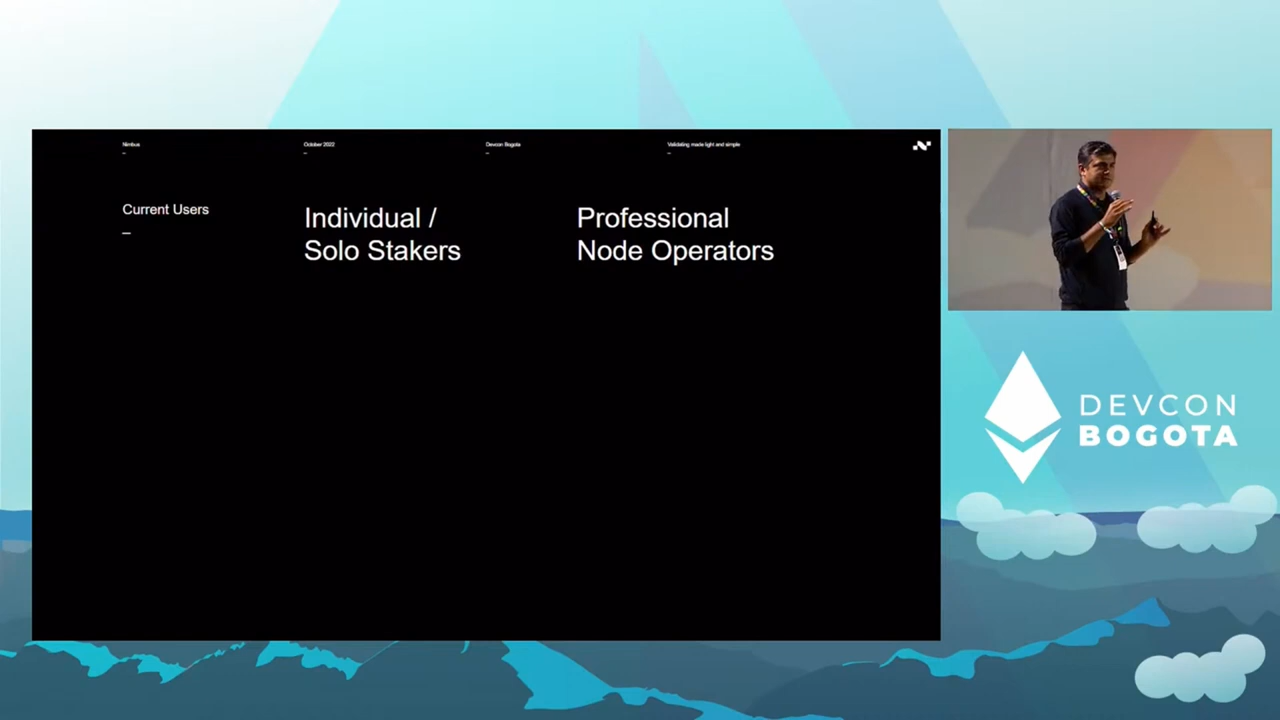 Nimbus
October 2022
Devcon Bogota
Validating made light and simple
Current Users
Individual /
Solo Stakers
Professional
Node Operators
DEVCON
BOGOTA